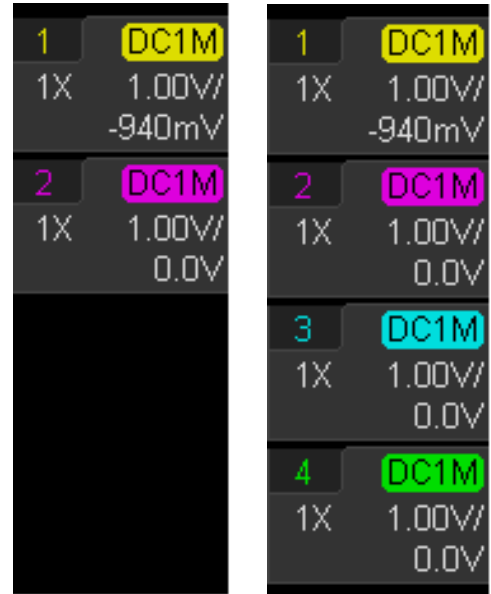 1 DC1M
1X 1.00V/
-940mV
2 DC1M
1X 1.00V/
0.0V
1 DC1M
1X 1.00V/
-940mV
2 DC1M
1X 1.00V/
0.0V
3 DC1M
1X 1.00V/
0.0V
4 DC1M
1X 1.00V/
0.0V